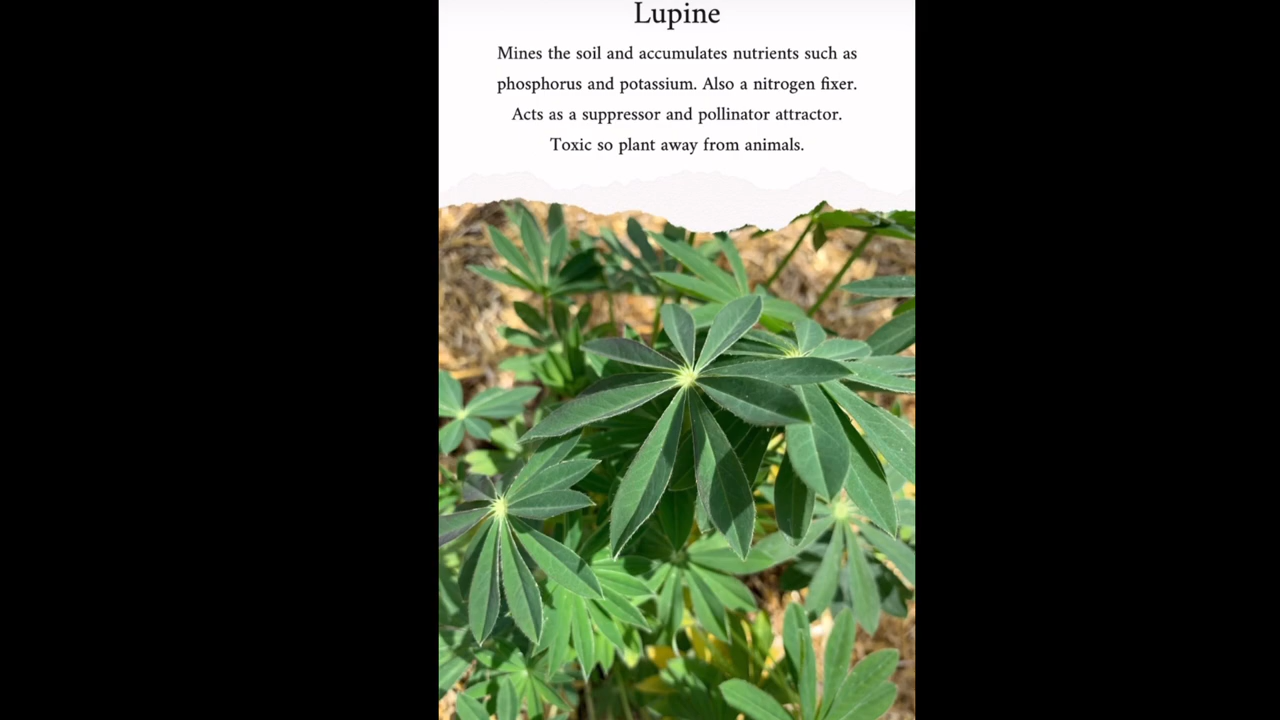 Lupine
Mines the soil and accumulates nutrients such as
phosphorus and potassium. Also a nitrogen fixer.
Acts as a suppressor and pollinator attractor.
Toxic so plant away from animals.